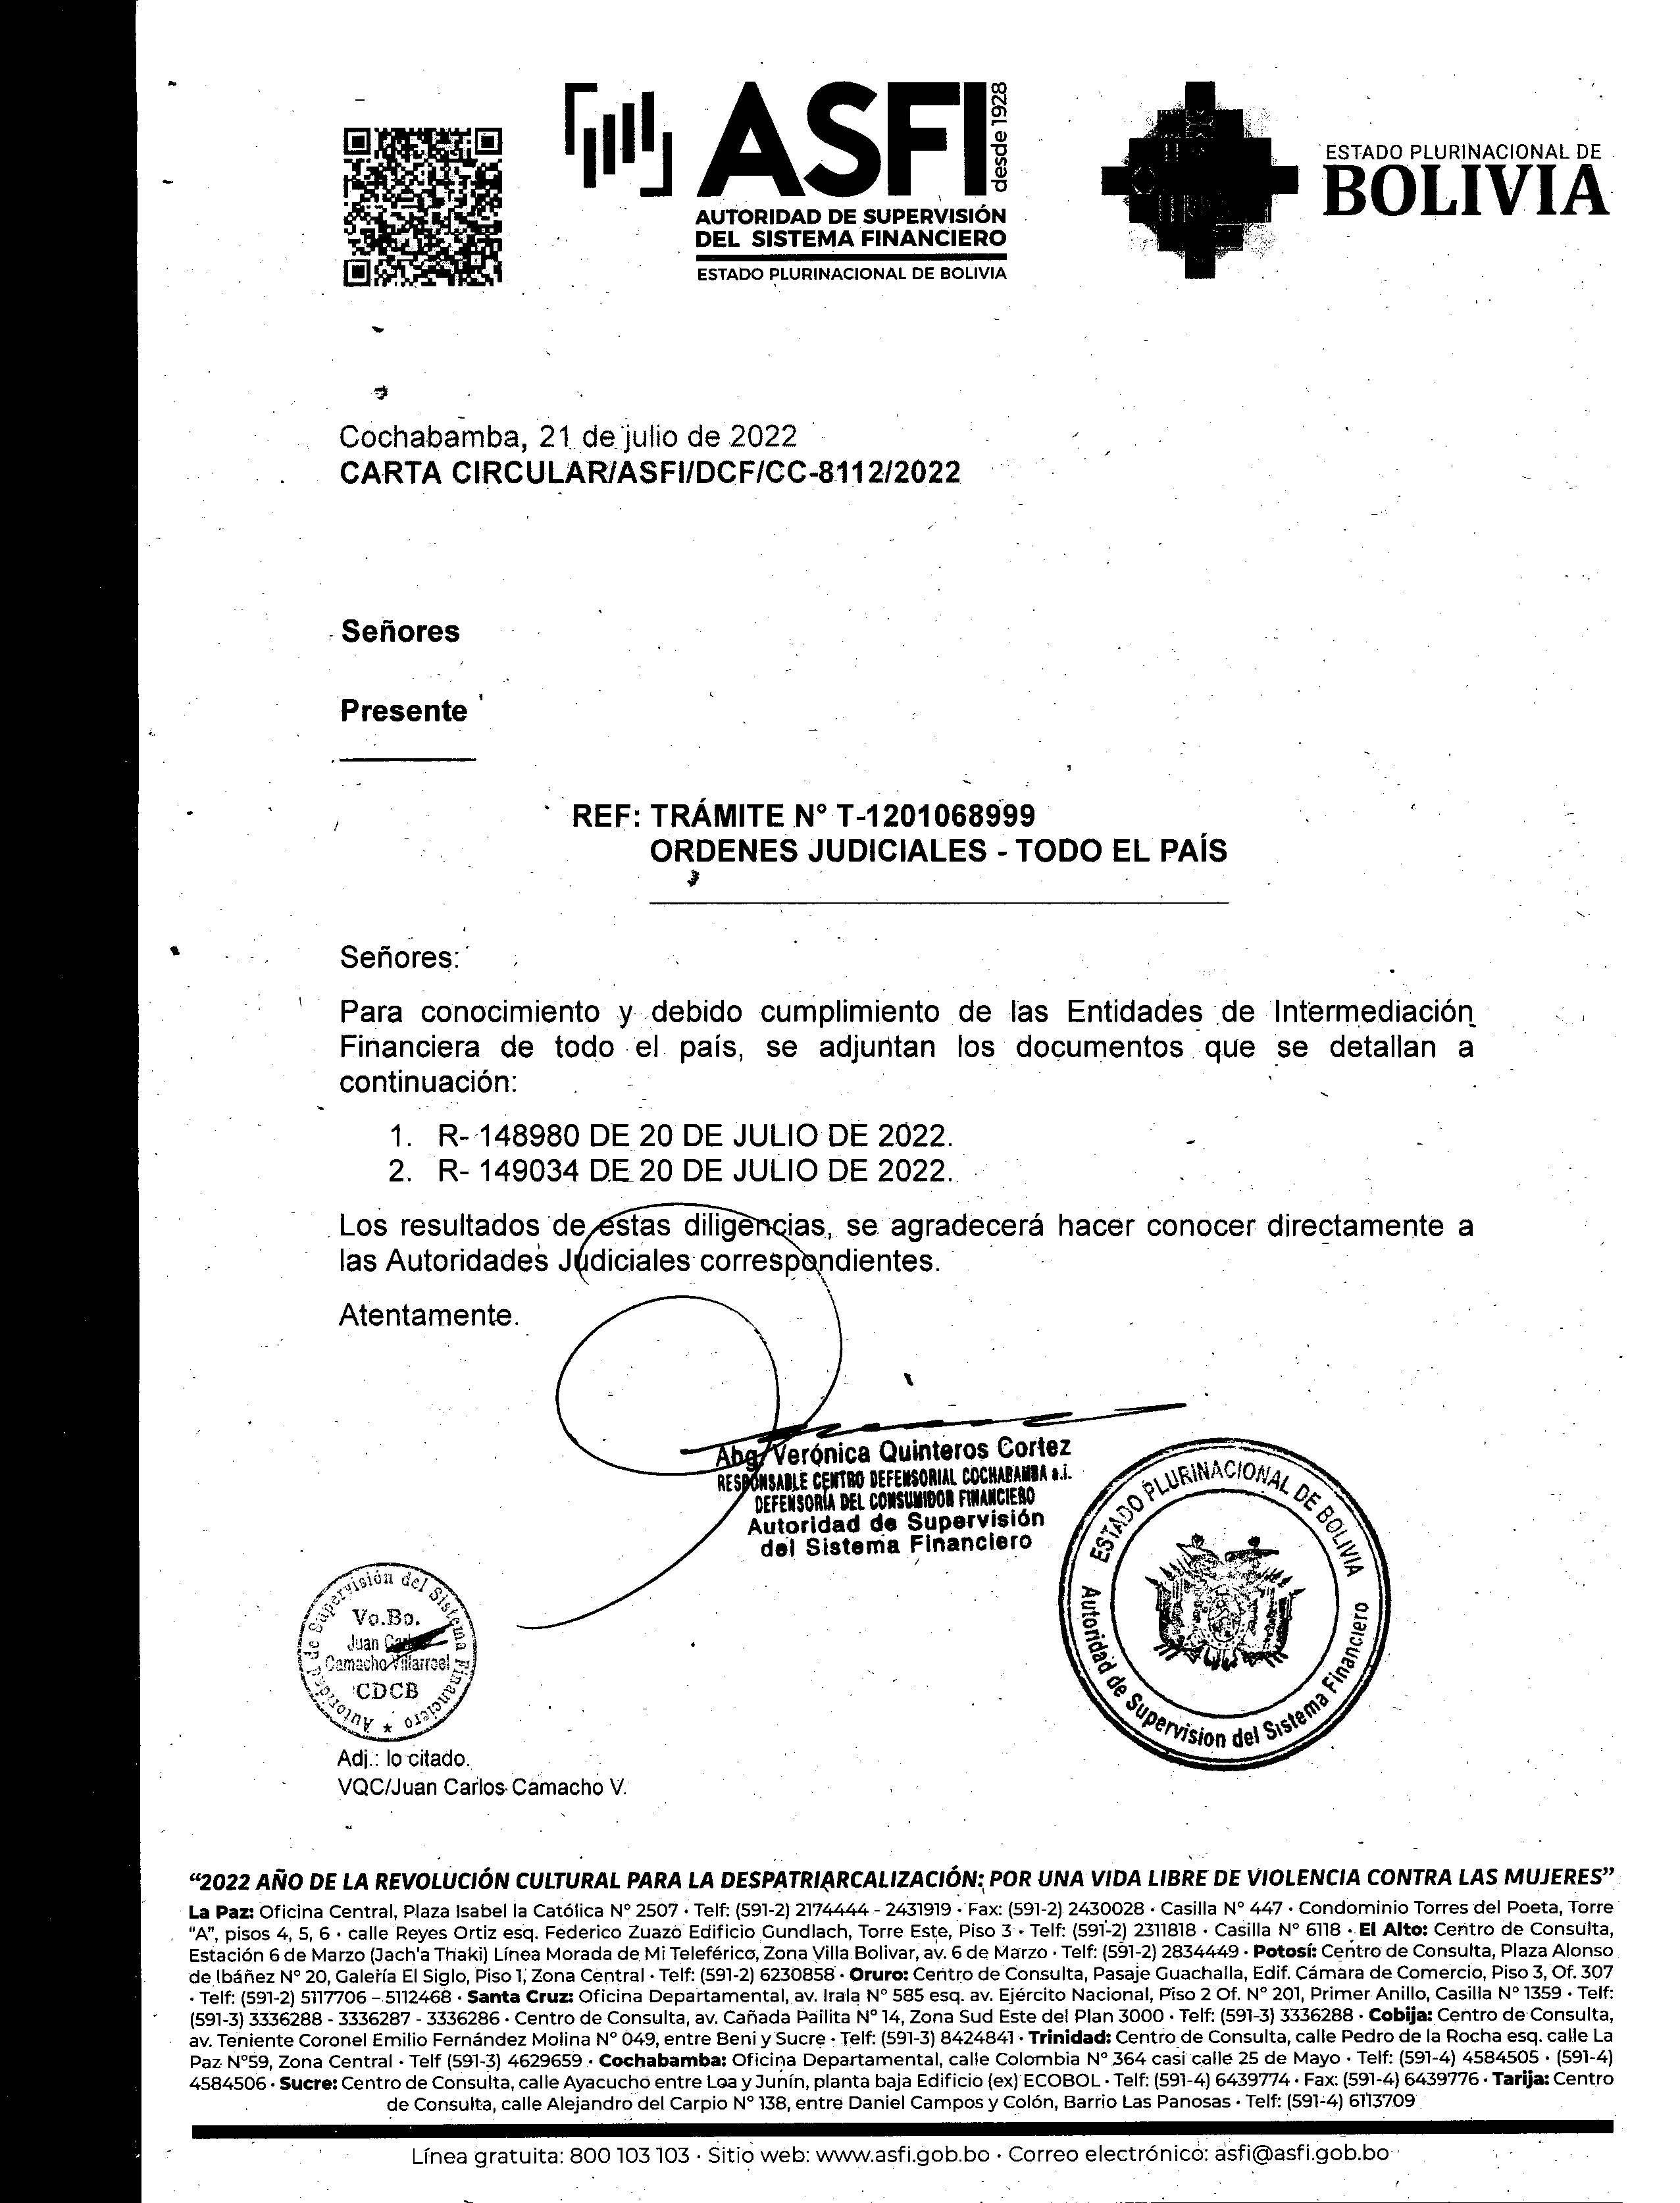 ASFI
desde 1928
AUTORIDAD DE SUPERVISIÓN
DEL SISTEMA FINANCIERO
ESTADO PLURINACIONAL DE BOLIVIA
ESTADO PLURINACIONAL DE
BOLIVIA
Cochabamba, 21 de julio de 2022
CARTA CIRCULAR/ASFI/DCF/CC-8112/2022
Señores
Presente
REF: TRÁMITE Nº T-1201068999
ORDENES JUDICIALES - TODO EL PAÍS
Señores:
Para conocimiento y debido cumplimiento de las Entidades de Intermediación
Financiera de todo el país, se adjuntan los documentos que se detallan a
continuación:
1. R- 148980 DE 20 DE JULIO DE 2022.
2. R- 149034 DE 20 DE JULIO DE 2022.
Los resultados de estas diligencias, se agradecerá hacer conocer directamente a
las Autoridades Judiciales correspondientes.
Atentamente.
Abg. Verónica Quinteros Cortez
RESPONSABLE CENTRO DEFENSORIAL COCHABAMBA a.i.
DEFENSORÍA DEL CONSUMIDOR FINANCIERO
Autoridad de Supervisión
del Sistema Financiero
ESTADO PLURINACIONAL DE BOLIVIA
Autoridad de Supervision del Sistema Financiero
Autoridad de Supervisión del Sistema Financiero
Vo.Bo.
Juan Carlos
Camacho Villarroel
CDCB
Adj.: lo citado.
VQC/Juan Carlos Camacho V.
“2022 AÑO DE LA REVOLUCIÓN CULTURAL PARA LA DESPATRIARCALIZACIÓN: POR UNA VIDA LIBRE DE VIOLENCIA CONTRA LAS MUJERES”
La Paz: Oficina Central, Plaza Isabel la Católica Nº 2507 · Telf: (591-2) 2174444 - 2431919 · Fax: (591-2) 2430028 · Casilla Nº 447 · Condominio Torres del Poeta, Torre
“A”, pisos 4, 5, 6 · calle Reyes Ortiz esq. Federico Zuazo Edificio Gundlach, Torre Este, Piso 3 · Telf: (591-2) 2311818 · Casilla Nº 6118 · El Alto: Centro de Consulta,
Estación 6 de Marzo (Jach'a Thaki) Línea Morada de Mi Teleférico, Zona Villa Bolivar, av. 6 de Marzo · Telf: (591-2) 2834449 · Potosí: Centro de Consulta, Plaza Alonso
de Ibáñez Nº 20, Galería El Siglo, Piso 1, Zona Central · Telf: (591-2) 6230858 · Oruro: Centro de Consulta, Pasaje Guachalla, Edif. Cámara de Comercio, Piso 3, Of. 307
· Telf: (591-2) 5117706 – 5112468 · Santa Cruz: Oficina Departamental, av. Irala Nº 585 esq. av. Ejército Nacional, Piso 2 Of. Nº 201, Primer Anillo, Casilla Nº 1359 · Telf:
(591-3) 3336288 - 3336287 - 3336286 · Centro de Consulta, av. Cañada Pailita Nº 14, Zona Sud Este del Plan 3000 · Telf: (591-3) 3336288 · Cobija: Centro de Consulta,
av. Teniente Coronel Emilio Fernández Molina Nº 049, entre Beni y Sucre · Telf: (591-3) 8424841 · Trinidad: Centro de Consulta, calle Pedro de la Rocha esq. calle La
Paz Nº59, Zona Central · Telf (591-3) 4629659 · Cochabamba: Oficina Departamental, calle Colombia Nº 364 casi calle 25 de Mayo · Telf: (591-4) 4584505 · (591-4)
4584506 · Sucre: Centro de Consulta, calle Ayacucho entre Loa y Junín, planta baja Edificio (ex) ECOBOL · Telf: (591-4) 6439774 · Fax: (591-4) 6439776 · Tarija: Centro
de Consulta, calle Alejandro del Carpio Nº 138, entre Daniel Campos y Colón, Barrio Las Panosas · Telf: (591-4) 6113709
Línea gratuita: 800 103 103 · Sitio web: www.asfi.gob.bo · Correo electrónico: asfi@asfi.gob.bo